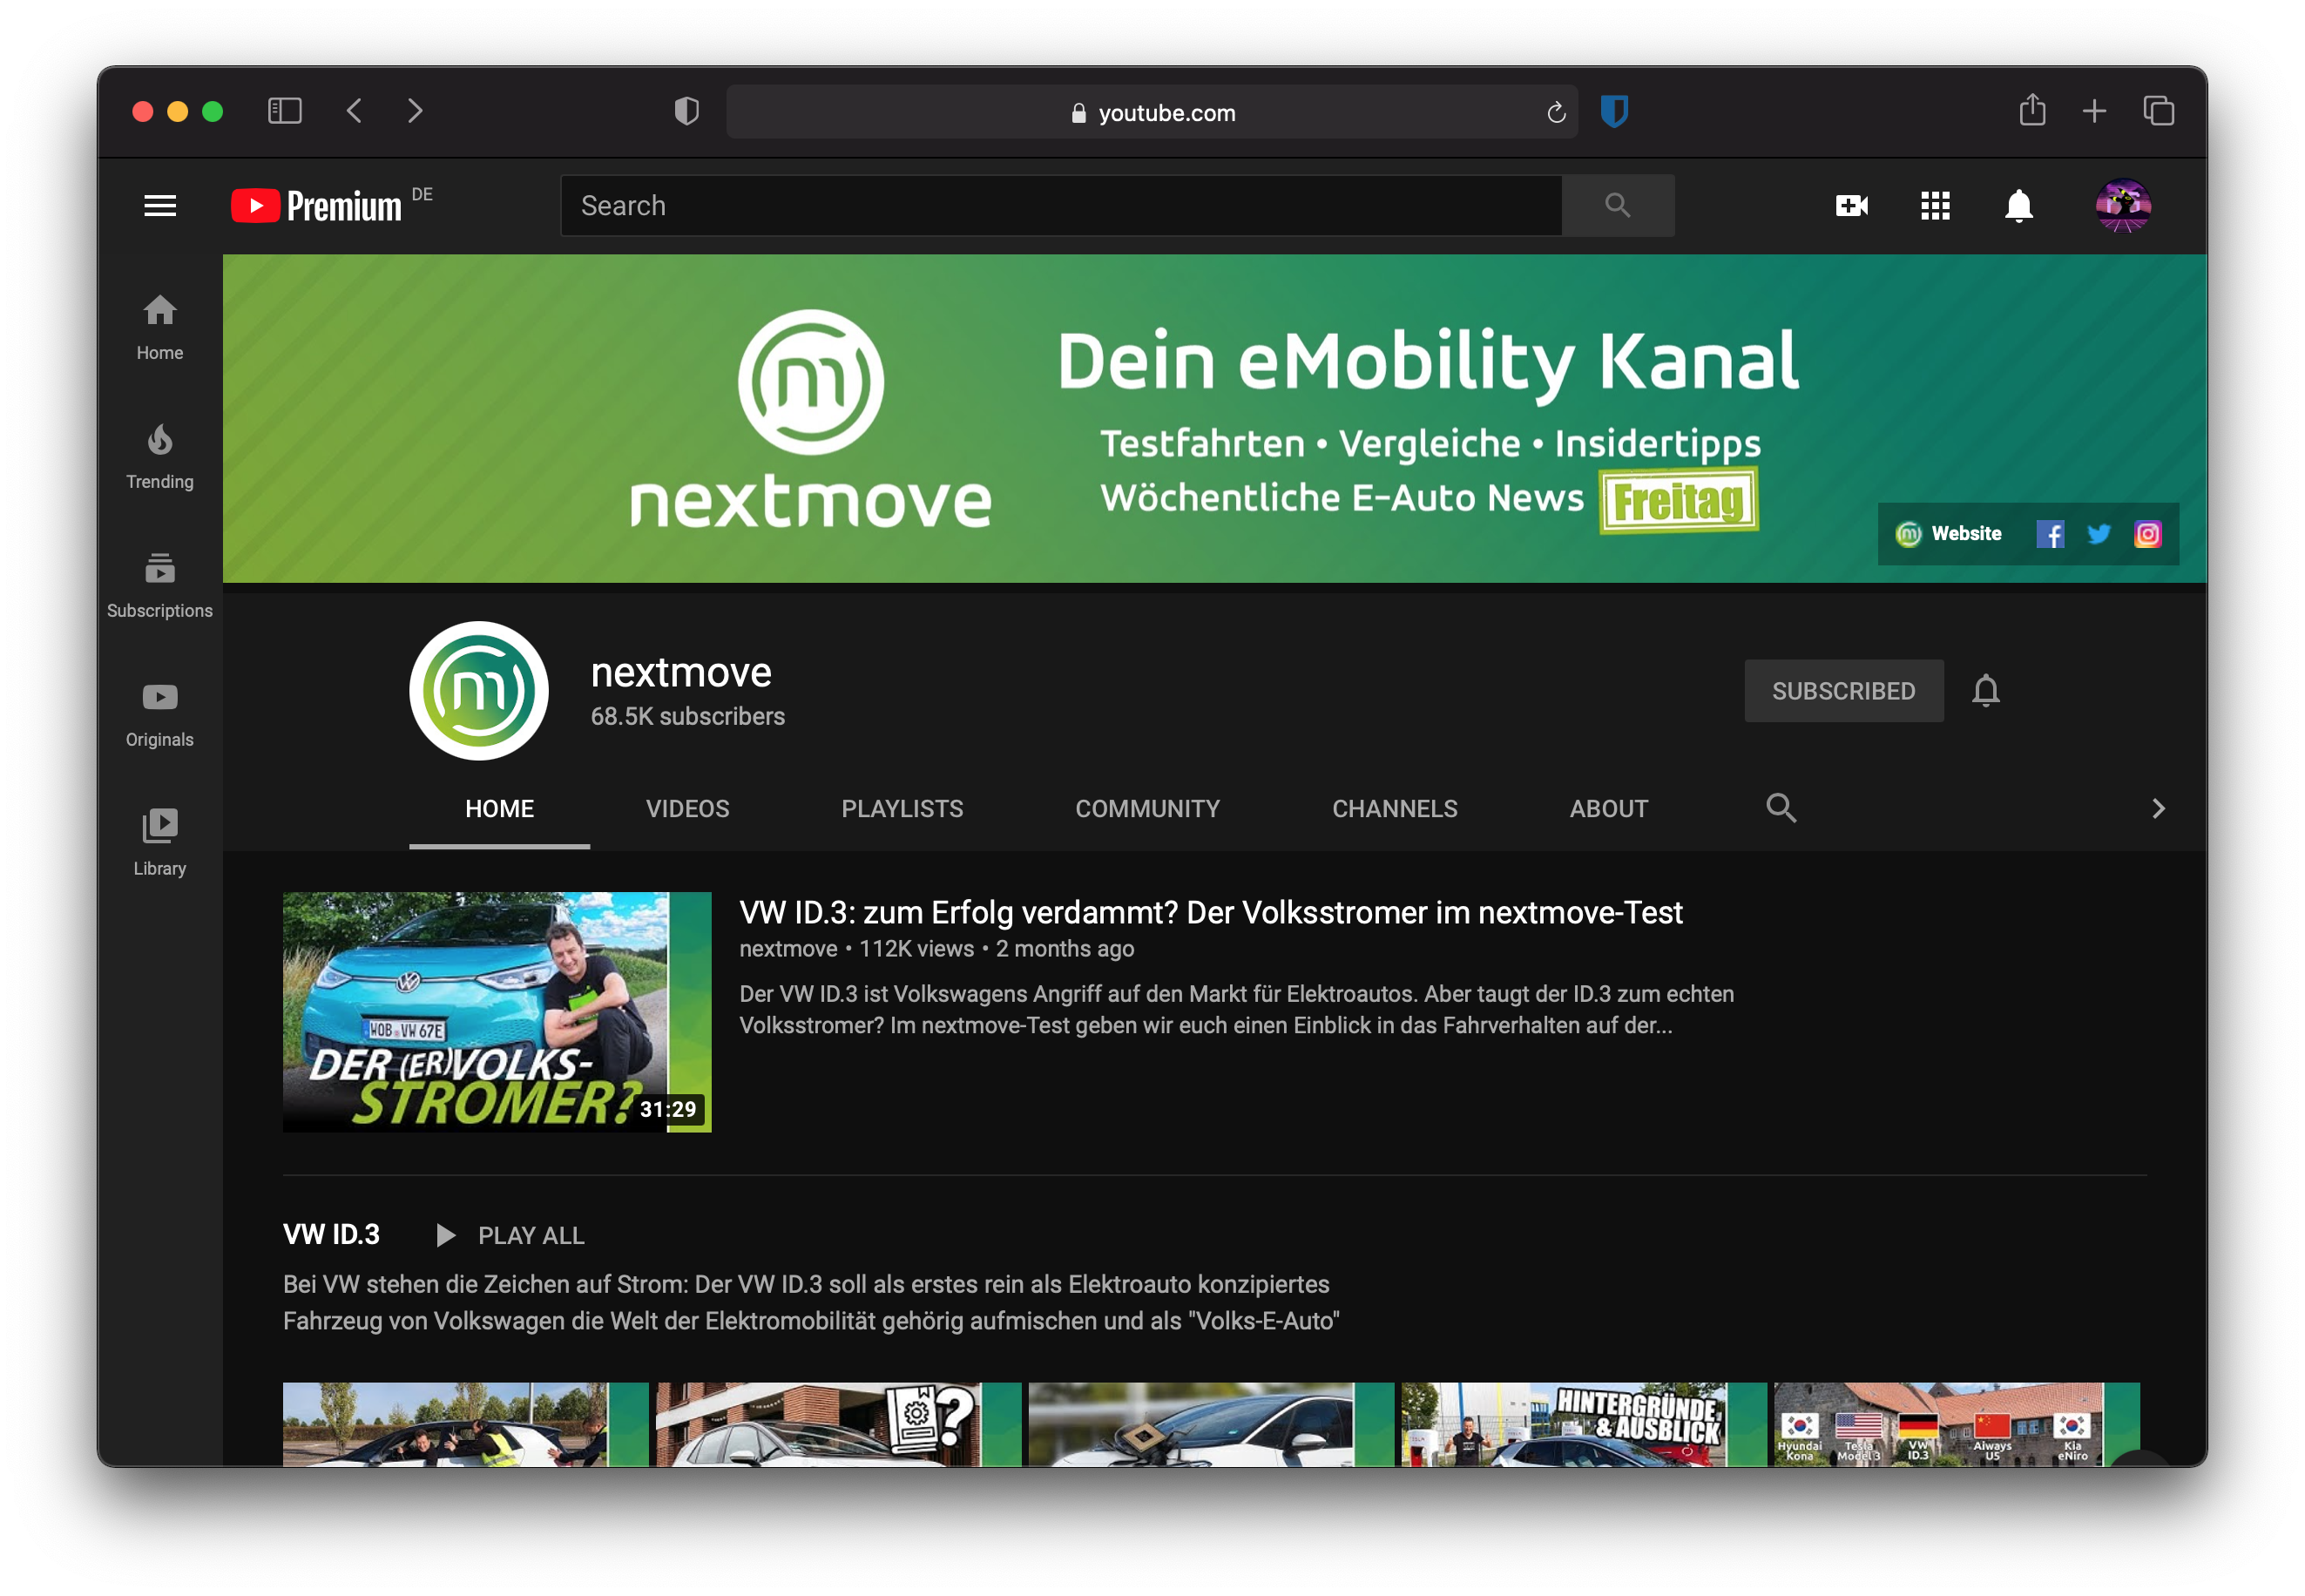 youtube.com
Premium DE
Search
Home
Trending
Subscriptions
Originals
Library
nextmove
Dein eMobility Kanal
Testfahrten • Vergleiche • Insidertipps
Wöchentliche E-Auto News Freitag
Website
nextmove
68.5K subscribers
SUBSCRIBED
HOME VIDEOS PLAYLISTS COMMUNITY CHANNELS ABOUT
WOB VW 67E
DER (ER)VOLKS-
STROMER?
31:29
VW ID.3: zum Erfolg verdammt? Der Volksstromer im nextmove-Test
nextmove • 112K views • 2 months ago
Der VW ID.3 ist Volkswagens Angriff auf den Markt für Elektroautos. Aber taugt der ID.3 zum echten
Volksstromer? Im nextmove-Test geben wir euch einen Einblick in das Fahrverhalten auf der...
VW ID.3 PLAY ALL
Bei VW stehen die Zeichen auf Strom: Der VW ID.3 soll als erstes rein als Elektroauto konzipiertes
Fahrzeug von Volkswagen die Welt der Elektromobilität gehörig aufmischen und als "Volks-E-Auto"
?
HINTERGRÜNDE
& AUSBLICK
Hyundai Kona
Tesla Model 3
VW ID.3
Aiways U5
Kia eNiro